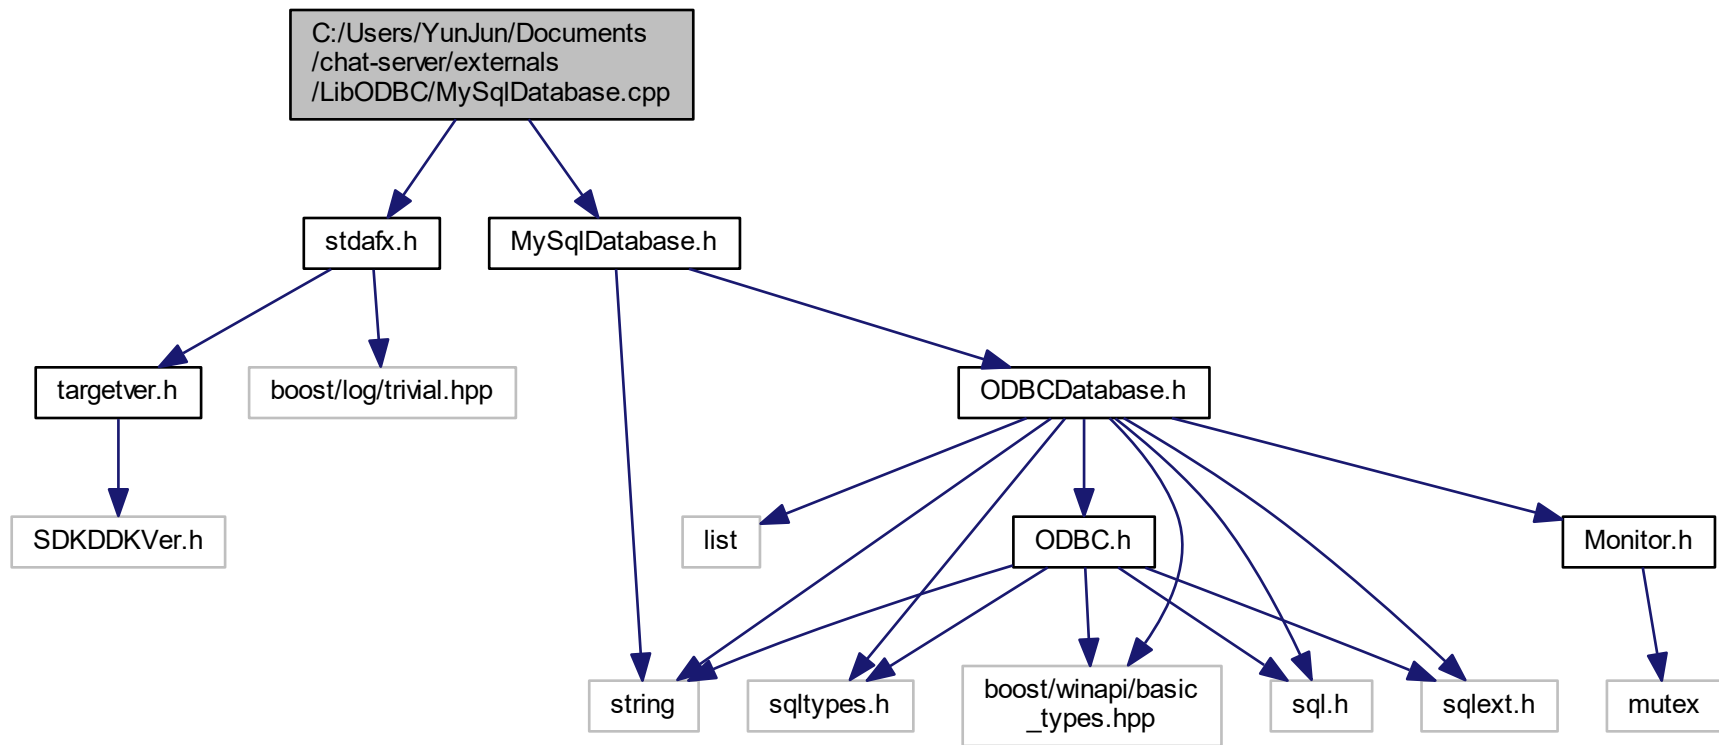 C:/Users/YunJun/Documents
/chat-server/externals
/LibODBC/MySqlDatabase.cpp
stdafx.h
MySqlDatabase.h
targetver.h
boost/log/trivial.hpp
ODBCDatabase.h
SDKDDKVer.h
list
ODBC.h
Monitor.h
string
sqltypes.h
boost/winapi/basic
_types.hpp
sql.h
sqlext.h
mutex